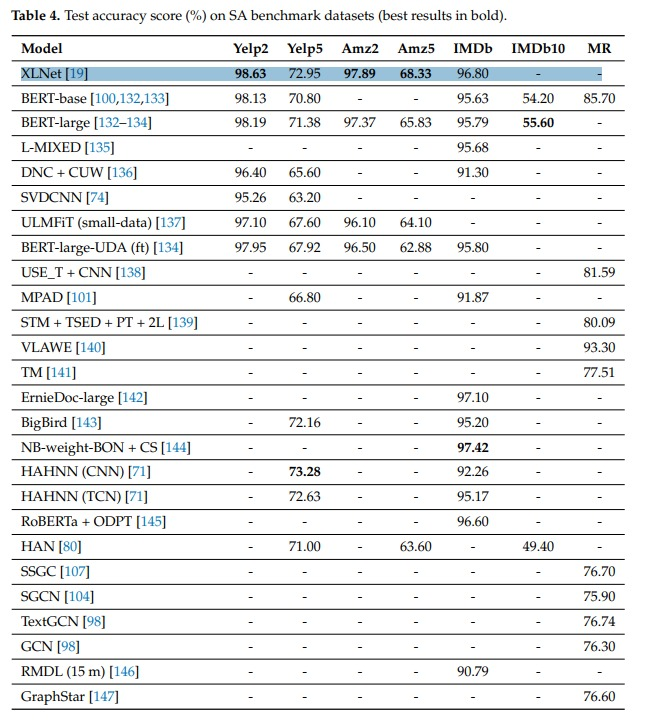 Table 4. Test accuracy score (%) on SA benchmark datasets (best results in bold).
Model Yelp2 Yelp5 Amz2 Amz5 IMDb IMDb10 MR
XLNet [19] 98.63 72.95 97.89 68.33 96.80 - -
BERT-base [100,132,133] 98.13 70.80 - - 95.63 54.20 85.70
BERT-large [132–134] 98.19 71.38 97.37 65.83 95.79 55.60 -
L-MIXED [135] - - - - 95.68 - -
DNC + CUW [136] 96.40 65.60 - - 91.30 - -
SVDCNN [74] 95.26 63.20 - - - - -
ULMFiT (small-data) [137] 97.10 67.60 96.10 64.10 - - -
BERT-large-UDA (ft) [134] 97.95 67.92 96.50 62.88 95.80 - -
USE_T + CNN [138] - - - - - - 81.59
MPAD [101] - 66.80 - - 91.87 - -
STM + TSED + PT + 2L [139] - - - - - - 80.09
VLAWE [140] - - - - - - 93.30
TM [141] - - - - - - 77.51
ErnieDoc-large [142] - - - - 97.10 - -
BigBird [143] - 72.16 - - 95.20 - -
NB-weight-BON + CS [144] - - - - 97.42 - -
HAHNN (CNN) [71] - 73.28 - - 92.26 - -
HAHNN (TCN) [71] - 72.63 - - 95.17 - -
RoBERTa + ODPT [145] - - - - 96.60 - -
HAN [80] - 71.00 - 63.60 - 49.40 -
SSGC [107] - - - - - - 76.70
SGCN [104] - - - - - - 75.90
TextGCN [98] - - - - - - 76.74
GCN [98] - - - - - - 76.30
RMDL (15 m) [146] - - - - 90.79 - -
GraphStar [147] - - - - - - 76.60